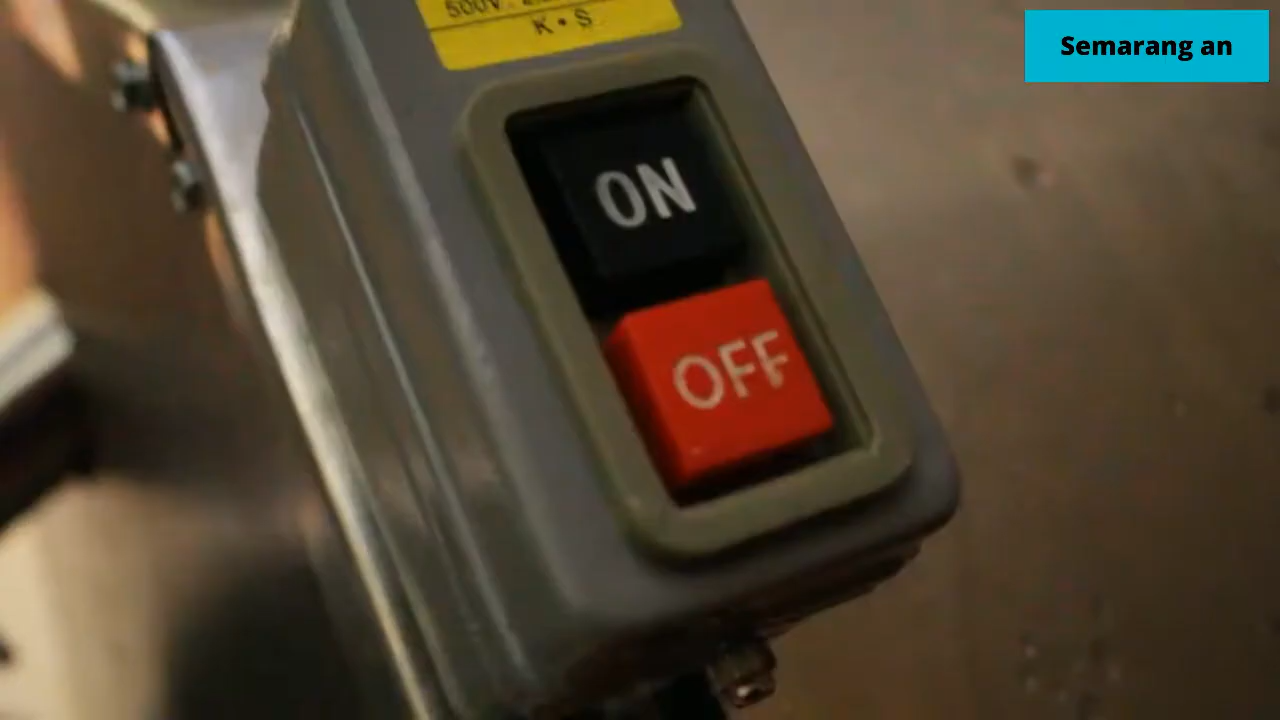 500V
K•S
Semarang an
ON
OFF